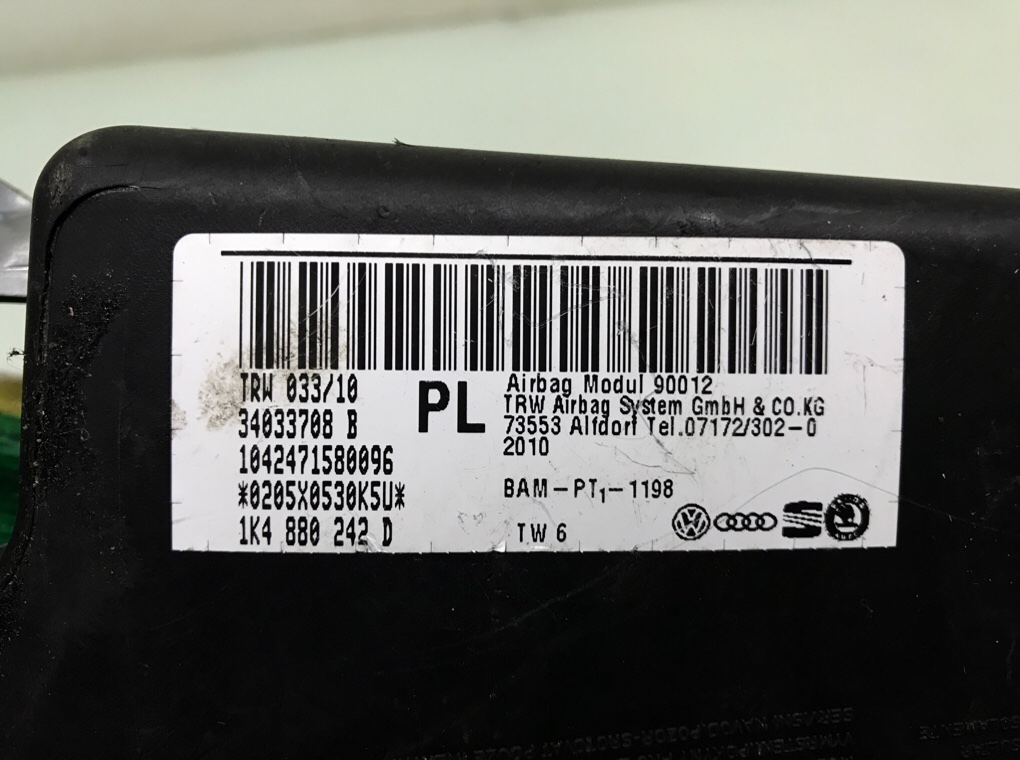 TRW 033/10
34033708 B
1042471580096
*0205X0530K5U*
1K4 880 242 D
PL
Airbag Modul 90012
TRW Airbag System GmbH & CO.KG
73553 Alfdorf Tel.07172/302-0
2010
BAM-PT1-1198
TW 6